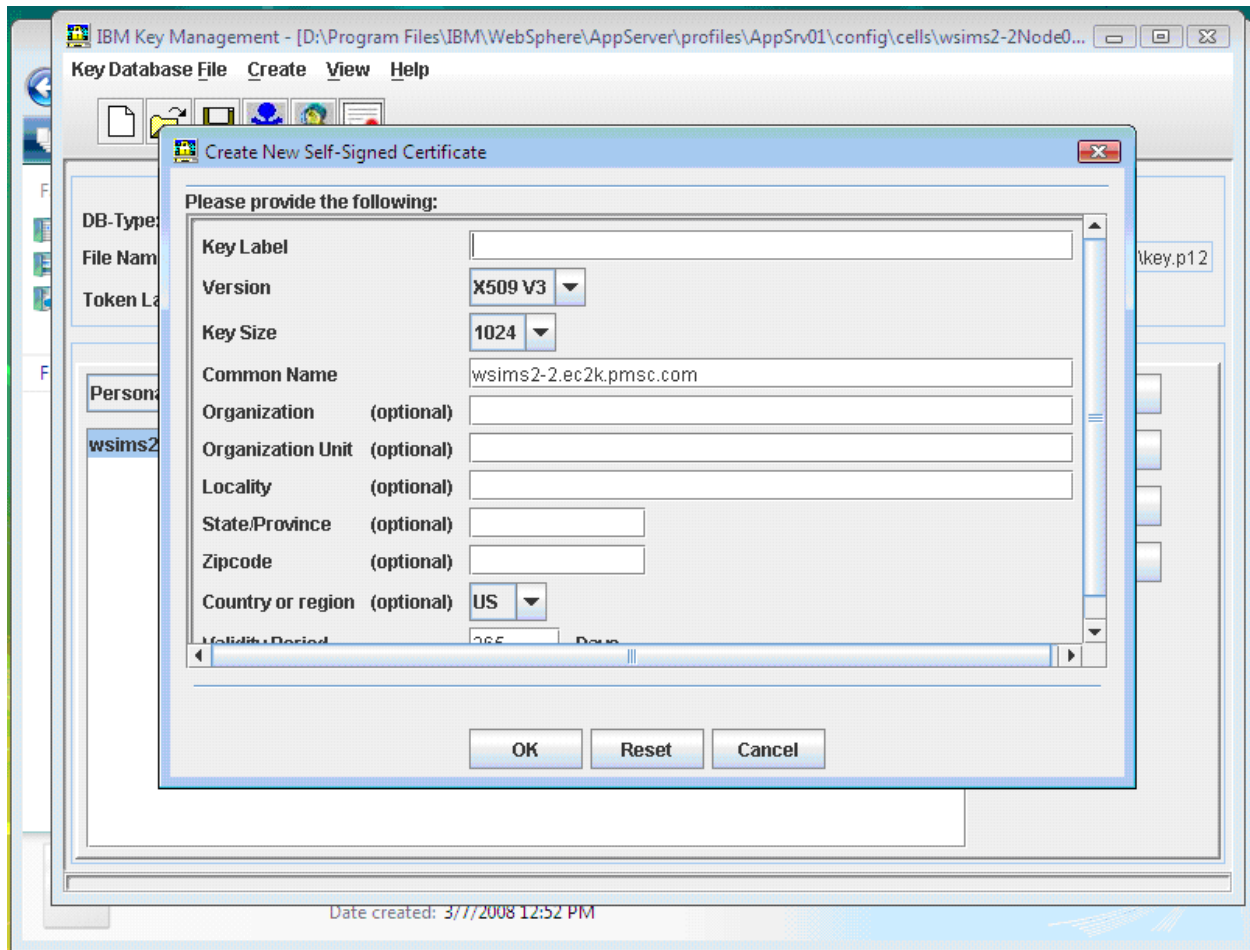 IBM Key Management - [D:\Program Files\IBM\WebSphere\AppServer\profiles\AppSrv01\config\cells\wsims2-2Node0...
Key Database File Create View Help
Create New Self-Signed Certificate
Please provide the following:
DB-Type:
File Nam
Token La
\key.p12
Persona
wsims2
Key Label
Version X509 V3
Key Size 1024
Common Name wsims2-2.ec2k.pmsc.com
Organization (optional)
Organization Unit (optional)
Locality (optional)
State/Province (optional)
Zipcode (optional)
Country or region (optional) US
Validity Period 365 Days
OK Reset Cancel
F
F
Date created: 3/7/2008 12:52 PM